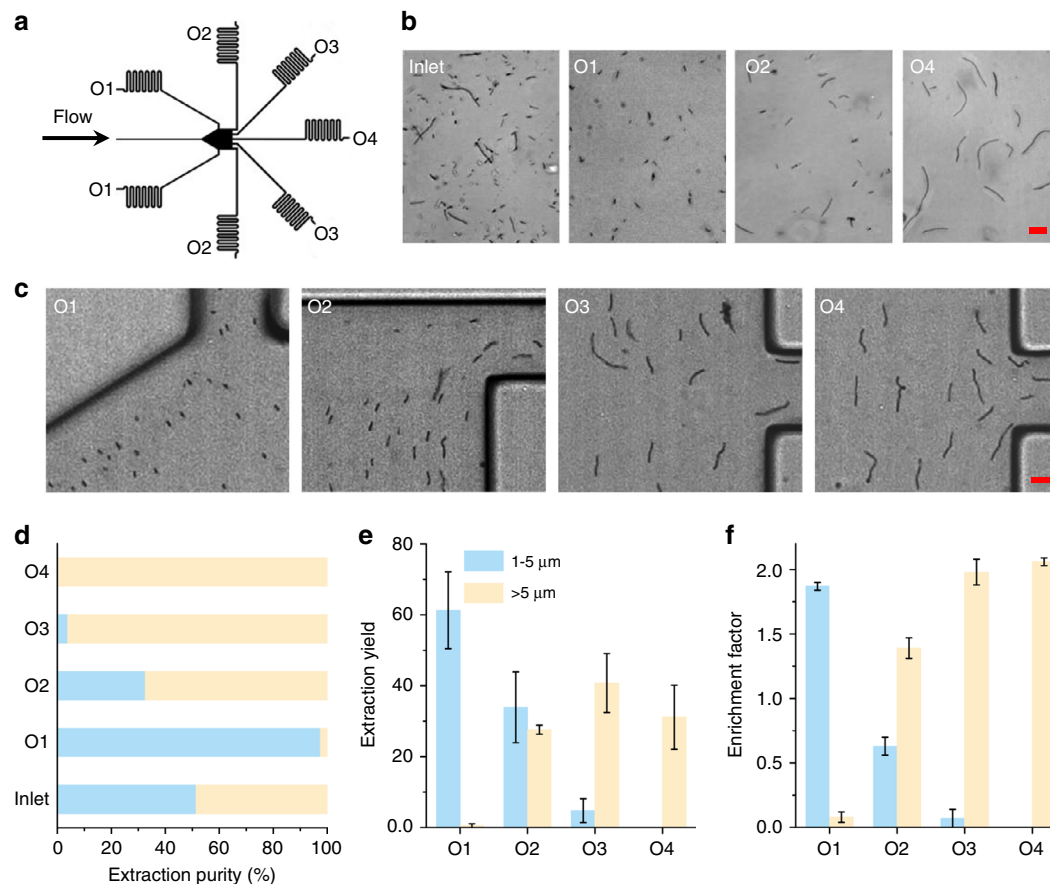 a
O2
O3
O1
Flow
O4
O1
O2
O3
b
Inlet
O1
O2
O4
c
O1
O2
O3
O4
d
O4
O3
O2
O1
Inlet
0 20 40 60 80 100
Extraction purity (%)
e
80
60
40
20
0.0
Extraction yield
1-5 μm
>5 μm
O1 O2 O3 O4
f
2.0
1.5
1.0
0.5
0.0
Enrichment factor
O1 O2 O3 O4